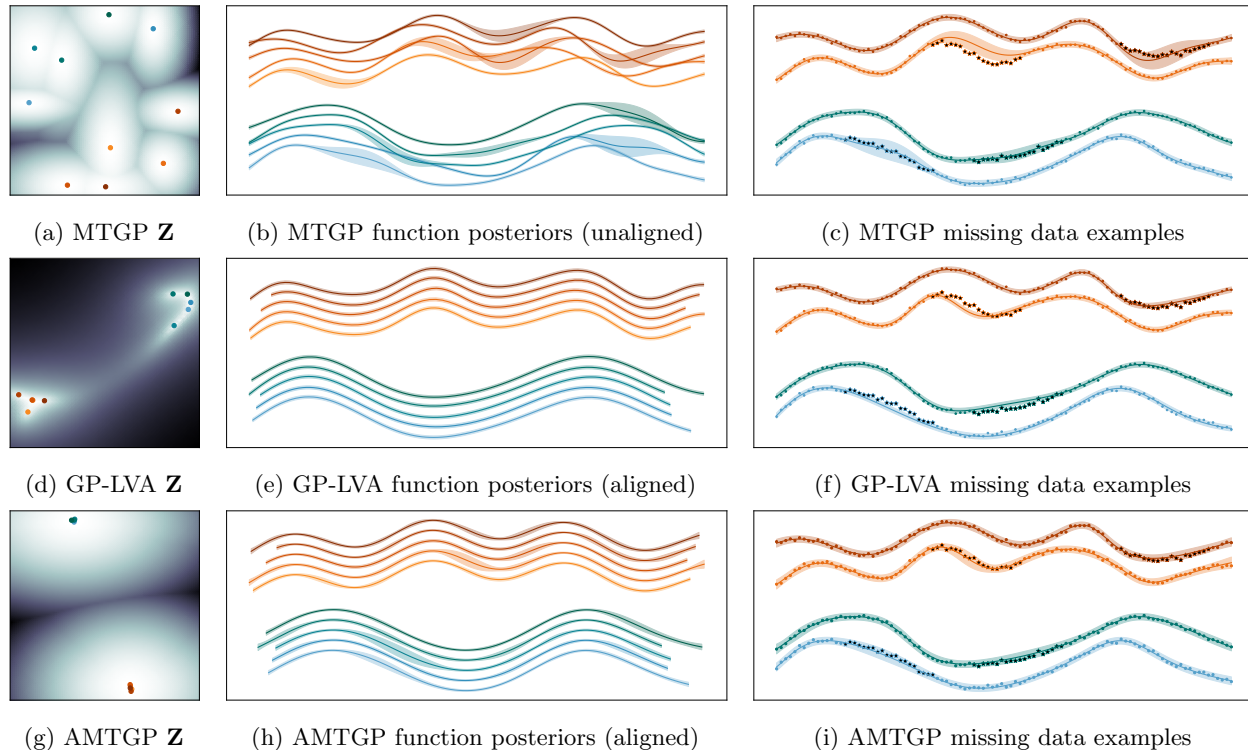 (a) MTGP Z
(b) MTGP function posteriors (unaligned)
(c) MTGP missing data examples
(d) GP-LVA Z
(e) GP-LVA function posteriors (aligned)
(f) GP-LVA missing data examples
(g) AMTGP Z
(h) AMTGP function posteriors (aligned)
(i) AMTGP missing data examples